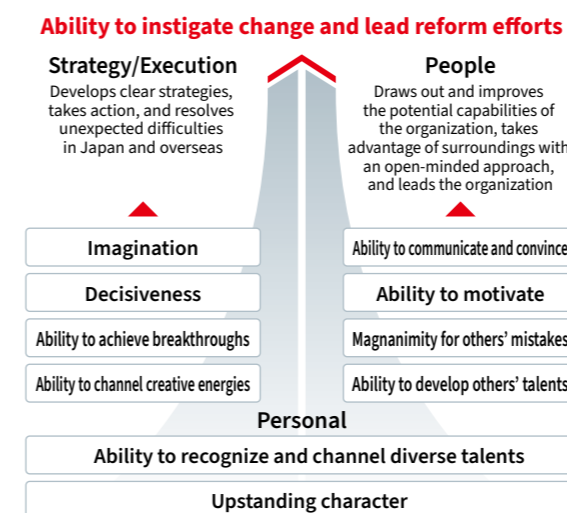 Ability to instigate change and lead reform efforts
Strategy/Execution
Develops clear strategies,
takes action, and resolves
unexpected difficulties
in Japan and overseas
People
Draws out and improves
the potential capabilities of
the organization, takes
advantage of surroundings with
an open-minded approach,
and leads the organization
Imagination
Decisiveness
Ability to achieve breakthroughs
Ability to channel creative energies
Ability to communicate and convince
Ability to motivate
Magnanimity for others’ mistakes
Ability to develop others’ talents
Personal
Ability to recognize and channel diverse talents
Upstanding character